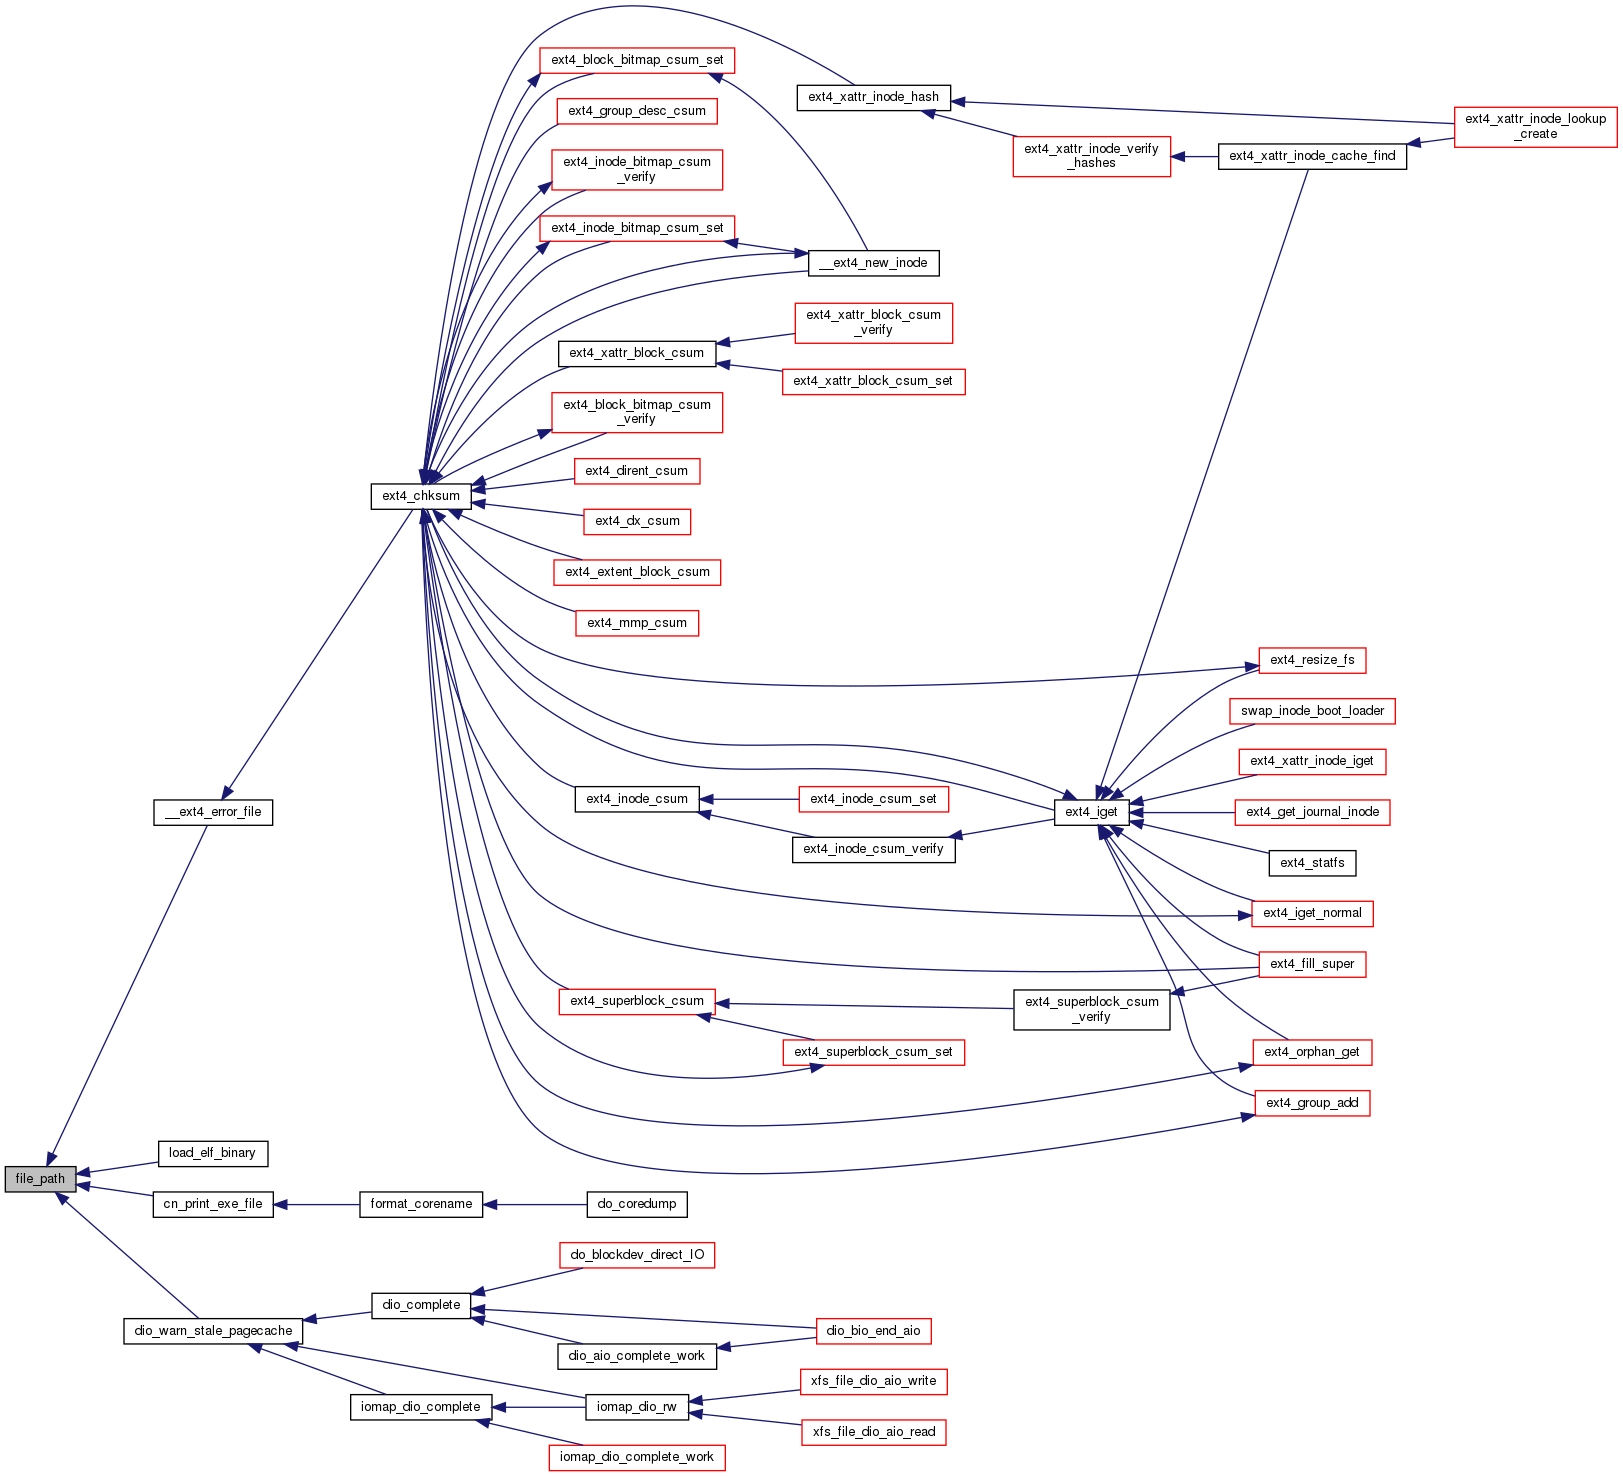 ext4_block_bitmap_csum_set
ext4_xattr_inode_hash
ext4_group_desc_csum
ext4_xattr_inode_lookup
_create
ext4_inode_bitmap_csum
_verify
ext4_xattr_inode_verify
_hashes
ext4_xattr_inode_cache_find
ext4_inode_bitmap_csum_set
__ext4_new_inode
ext4_xattr_block_csum
_verify
ext4_xattr_block_csum
ext4_xattr_block_csum_set
ext4_block_bitmap_csum
_verify
ext4_dirent_csum
ext4_chksum
ext4_dx_csum
ext4_extent_block_csum
ext4_mmp_csum
ext4_resize_fs
swap_inode_boot_loader
ext4_xattr_inode_iget
ext4_inode_csum
ext4_inode_csum_set
__ext4_error_file
ext4_iget
ext4_get_journal_inode
ext4_inode_csum_verify
ext4_statfs
ext4_iget_normal
ext4_fill_super
ext4_superblock_csum
ext4_superblock_csum
_verify
ext4_superblock_csum_set
ext4_orphan_get
ext4_group_add
load_elf_binary
file_path
cn_print_exe_file
format_corename
do_coredump
do_blockdev_direct_IO
dio_complete
dio_warn_stale_pagecache
dio_bio_end_aio
dio_aio_complete_work
xfs_file_dio_aio_write
iomap_dio_complete
iomap_dio_rw
xfs_file_dio_aio_read
iomap_dio_complete_work